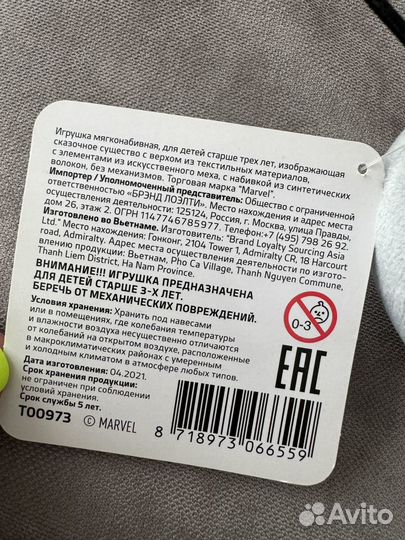 Игрушка мягконабивная, для детей старше трех лет, изображающая
сказочное существо с верхом из текстильных материалов,
с элементами из искусственного меха, с набивкой из синтетических
волокон, без механизмов. Торговая марка "Marvel".
Импортер / Уполномоченный представитель: Общество с ограниченной
ответственностью «БРЭНД ЛОЭЛТИ». Место нахождения и адрес места
осуществления деятельности: 125124, Россия, г. Москва, улица Правды,
дом 26, этаж 2. ОГРН 1147746785977. Телефон:+7 (495) 798 26 92.
Изготовлено во Вьетнаме. Изготовитель: "Brand Loyalty Sourcing Asia
Ltd." Место нахождения: Гонконг, 2104 Tower 1, Admiralty CR, 18 Harcourt
road, Admiralty. Адрес места осуществления деятельности по изгото-
влению продукции: Вьетнам, Pho Ca Village, Thanh Nguyen Commune,
Thanh Liem District. Ha Nam Province.
ВНИМАНИЕ!!! ИГРУШКА ПРЕДНАЗНАЧЕНА
ДЛЯ ДЕТЕЙ СТАРШЕ 3-Х ЛЕТ.
БЕРЕЧЬ ОТ МЕХАНИЧЕСКИХ ПОВРЕЖДЕНИЙ.
Условия хранения: Хранить под навесами
или в помещениях, где колебания температуры
и влажности воздуха несущественно отличаются
от колебаний на открытом воздухе, расположенные
в макроклиматических районах с умеренным
и холодным климатом в атмосфере любых типов.
Дата изготовления: 04.2021.
Срок хранения продукции:
не ограничен при соблюдении
условий хранения.
Срок службы 5 лет.
T00973 © MARVEL
0-3
EAC
8 718973 066559
Avito